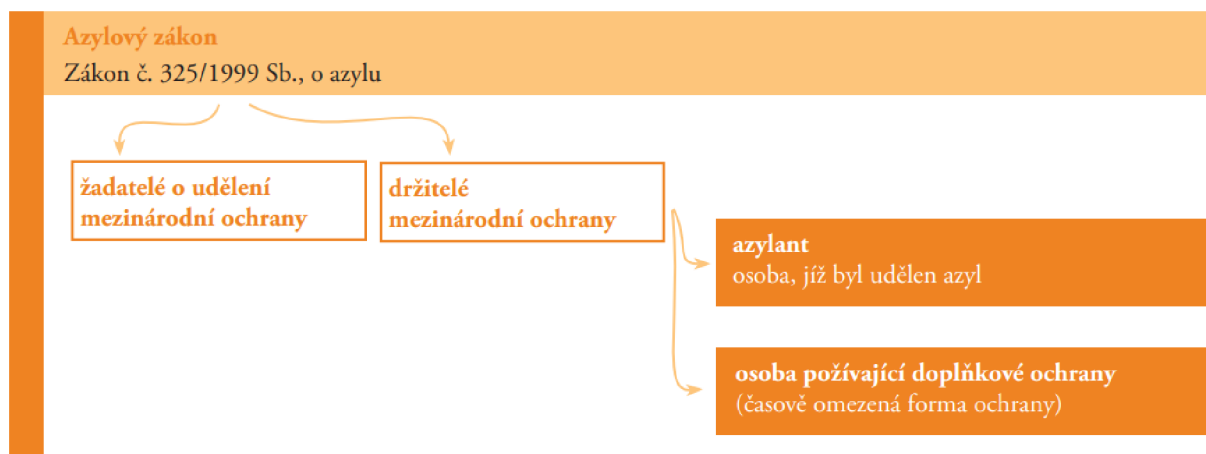 Azylový zákon
Zákon č. 325/1999 Sb., o azylu
žadatelé o udělení
mezinárodní ochrany
držitelé
mezinárodní ochrany
azylant
osoba, jíž byl udělen azyl
osoba požívající doplňkové ochrany
(časově omezená forma ochrany)